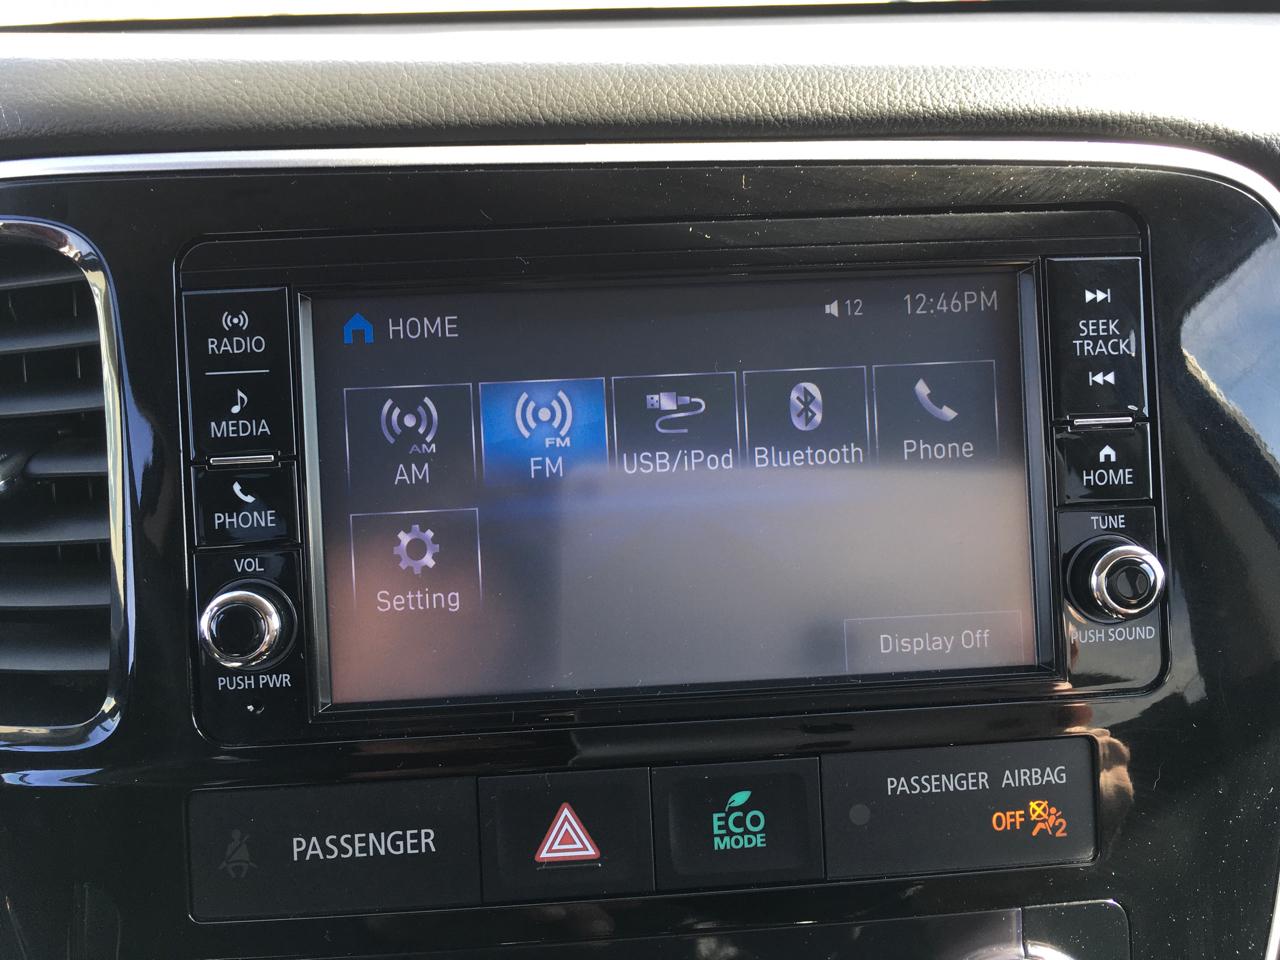 HOME
12
12:46PM
AM
AM
FM
FM
USB/iPod
Bluetooth
Phone
Setting
Display Off
RADIO
MEDIA
PHONE
VOL
PUSH PWR
SEEK
TRACK
HOME
TUNE
PUSH SOUND
PASSENGER
ECO
MODE
PASSENGER AIRBAG
OFF
2